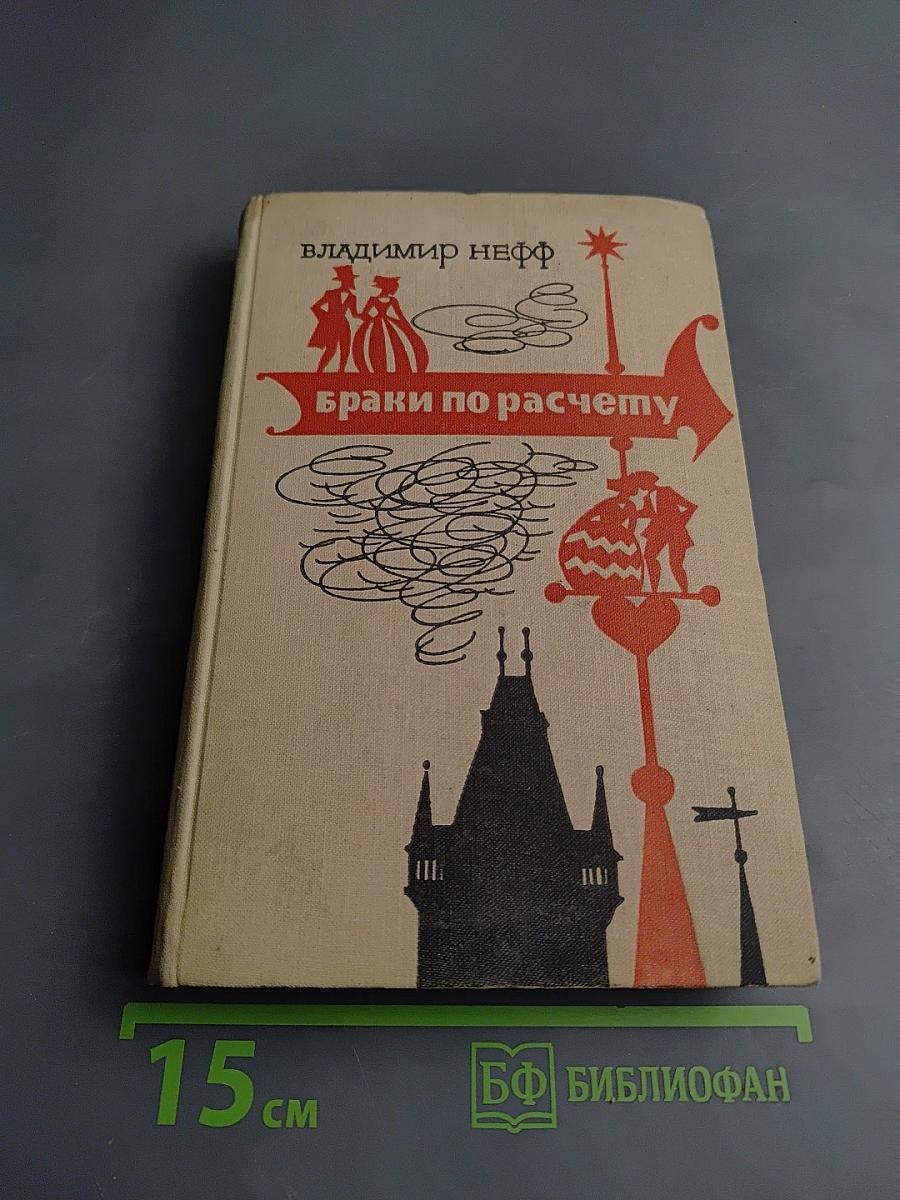 Владимир Нефф
Браки по расчету
15 см
БФ БИБЛИОФАН